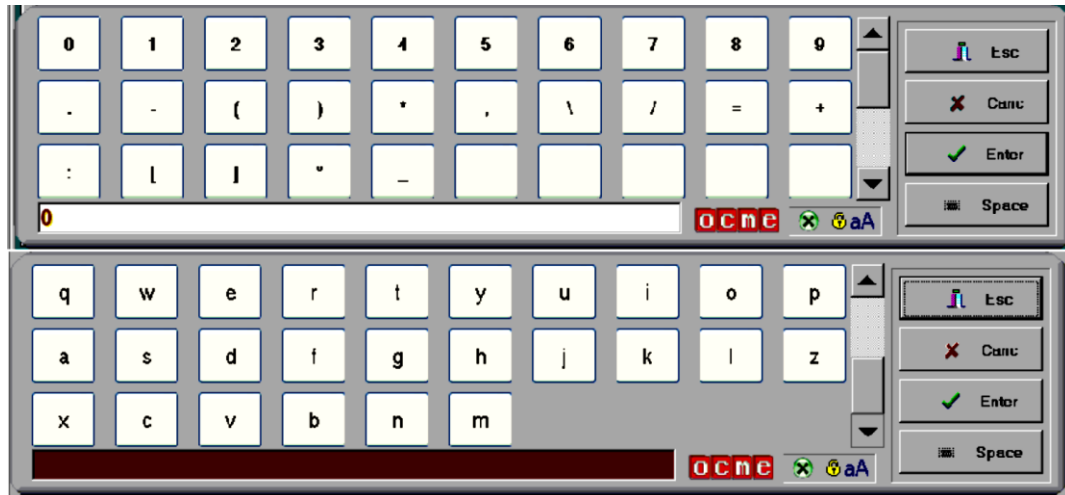 0 1 2 3 4 5 6 7 8 9 Esc
. - ( ) * , \ / = + Canc
: [ ] " _ Enter
Space
0 ocme aA
q w e r t y u i o p Esc
a s d f g h j k l z Canc
x c v b n m Enter
Space
ocme aA